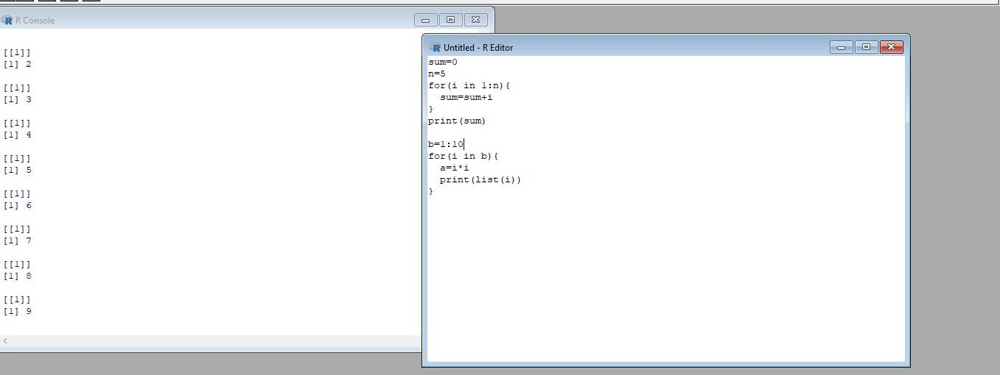 R Console
[[1]]
[1] 2
[[1]]
[1] 3
[[1]]
[1] 4
[[1]]
[1] 5
[[1]]
[1] 6
[[1]]
[1] 7
[[1]]
[1] 8
[[1]]
[1] 9
Untitled - R Editor
sum=0
n=5
for(i in 1:n){
  sum=sum+i
}
print(sum)
b=1:10
for(i in b){
  a=i*i
  print(list(i))
}